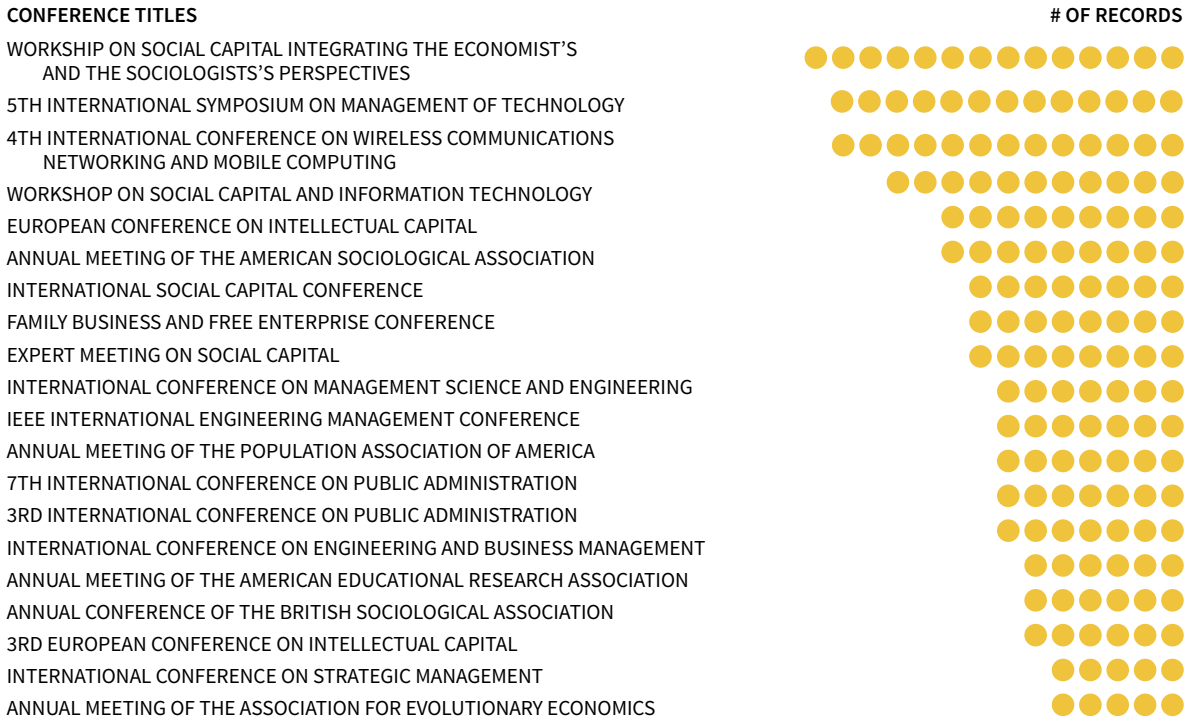 CONFERENCE TITLES # OF RECORDS
WORKSHIP ON SOCIAL CAPITAL INTEGRATING THE ECONOMIST’S
AND THE SOCIOLOGISTS’S PERSPECTIVES
5TH INTERNATIONAL SYMPOSIUM ON MANAGEMENT OF TECHNOLOGY
4TH INTERNATIONAL CONFERENCE ON WIRELESS COMMUNICATIONS
NETWORKING AND MOBILE COMPUTING
WORKSHOP ON SOCIAL CAPITAL AND INFORMATION TECHNOLOGY
EUROPEAN CONFERENCE ON INTELLECTUAL CAPITAL
ANNUAL MEETING OF THE AMERICAN SOCIOLOGICAL ASSOCIATION
INTERNATIONAL SOCIAL CAPITAL CONFERENCE
FAMILY BUSINESS AND FREE ENTERPRISE CONFERENCE
EXPERT MEETING ON SOCIAL CAPITAL
INTERNATIONAL CONFERENCE ON MANAGEMENT SCIENCE AND ENGINEERING
IEEE INTERNATIONAL ENGINEERING MANAGEMENT CONFERENCE
ANNUAL MEETING OF THE POPULATION ASSOCIATION OF AMERICA
7TH INTERNATIONAL CONFERENCE ON PUBLIC ADMINISTRATION
3RD INTERNATIONAL CONFERENCE ON PUBLIC ADMINISTRATION
INTERNATIONAL CONFERENCE ON ENGINEERING AND BUSINESS MANAGEMENT
ANNUAL MEETING OF THE AMERICAN EDUCATIONAL RESEARCH ASSOCIATION
ANNUAL CONFERENCE OF THE BRITISH SOCIOLOGICAL ASSOCIATION
3RD EUROPEAN CONFERENCE ON INTELLECTUAL CAPITAL
INTERNATIONAL CONFERENCE ON STRATEGIC MANAGEMENT
ANNUAL MEETING OF THE ASSOCIATION FOR EVOLUTIONARY ECONOMICS